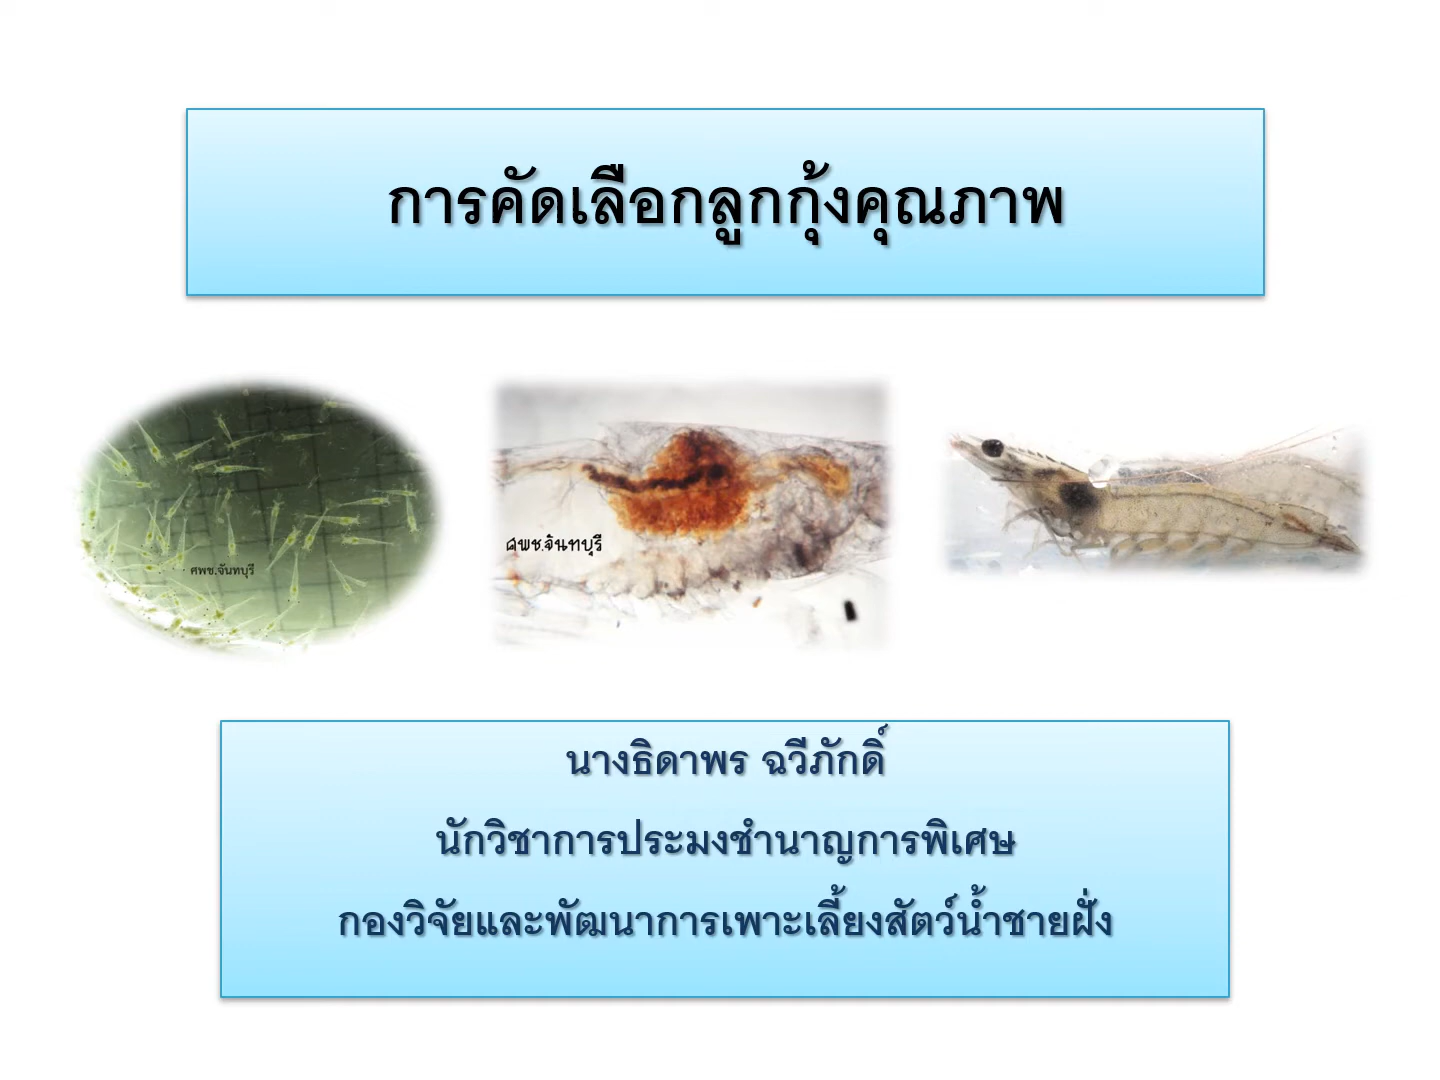 การคัดเลือกลูกกุ้งคุณภาพ
ศพช.จันทบุรี
ศพช.จันทบุรี
นางธิดาพร ฉวีภักดิ์
นักวิชาการประมงชำนาญการพิเศษ
กองวิจัยและพัฒนาการเพาะเลี้ยงสัตว์น้ำชายฝั่ง